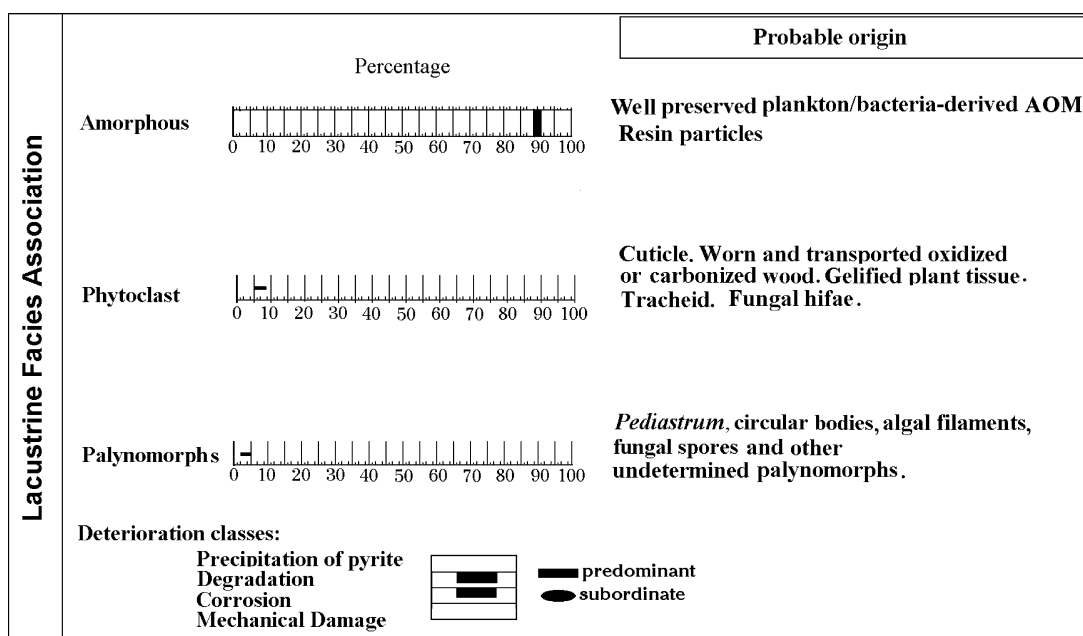 Lacustrine Facies Association
Probable origin
Percentage
Amorphous
0 10 20 30 40 50 60 70 80 90 100
Well preserved plankton/bacteria-derived AOM
Resin particles
Phytoclast
0 10 20 30 40 50 60 70 80 90 100
Cuticle. Worn and transported oxidized
or carbonized wood. Gelified plant tissue.
Tracheid. Fungal hifae.
Palynomorphs
0 10 20 30 40 50 60 70 80 90 100
Pediastrum, circular bodies, algal filaments,
fungal spores and other
undetermined palynomorphs.
Deterioration classes:
Precipitation of pyrite
Degradation
Corrosion
Mechanical Damage
predominant
subordinate